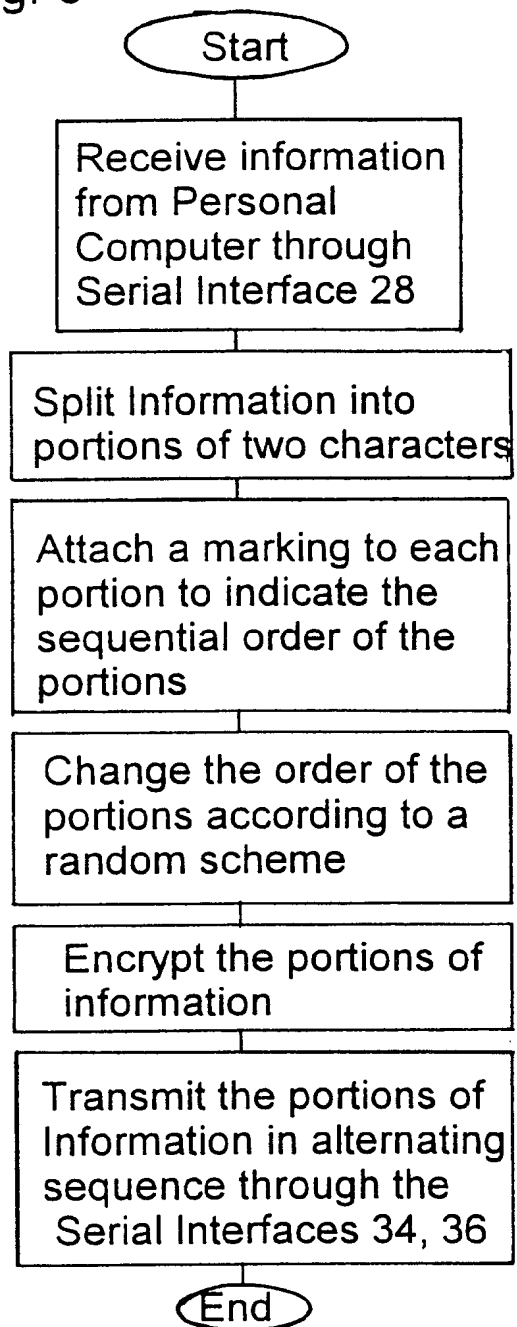 Start
Receive information
from Personal
Computer through
Serial Interface 28
Split Information into
portions of two characters
Attach a marking to each
portion to indicate the
sequential order of the
portions
Change the order of the
portions according to a
random scheme
Encrypt the portions of
information
Transmit the portions of
Information in alternating
sequence through the
Serial Interfaces 34, 36
End